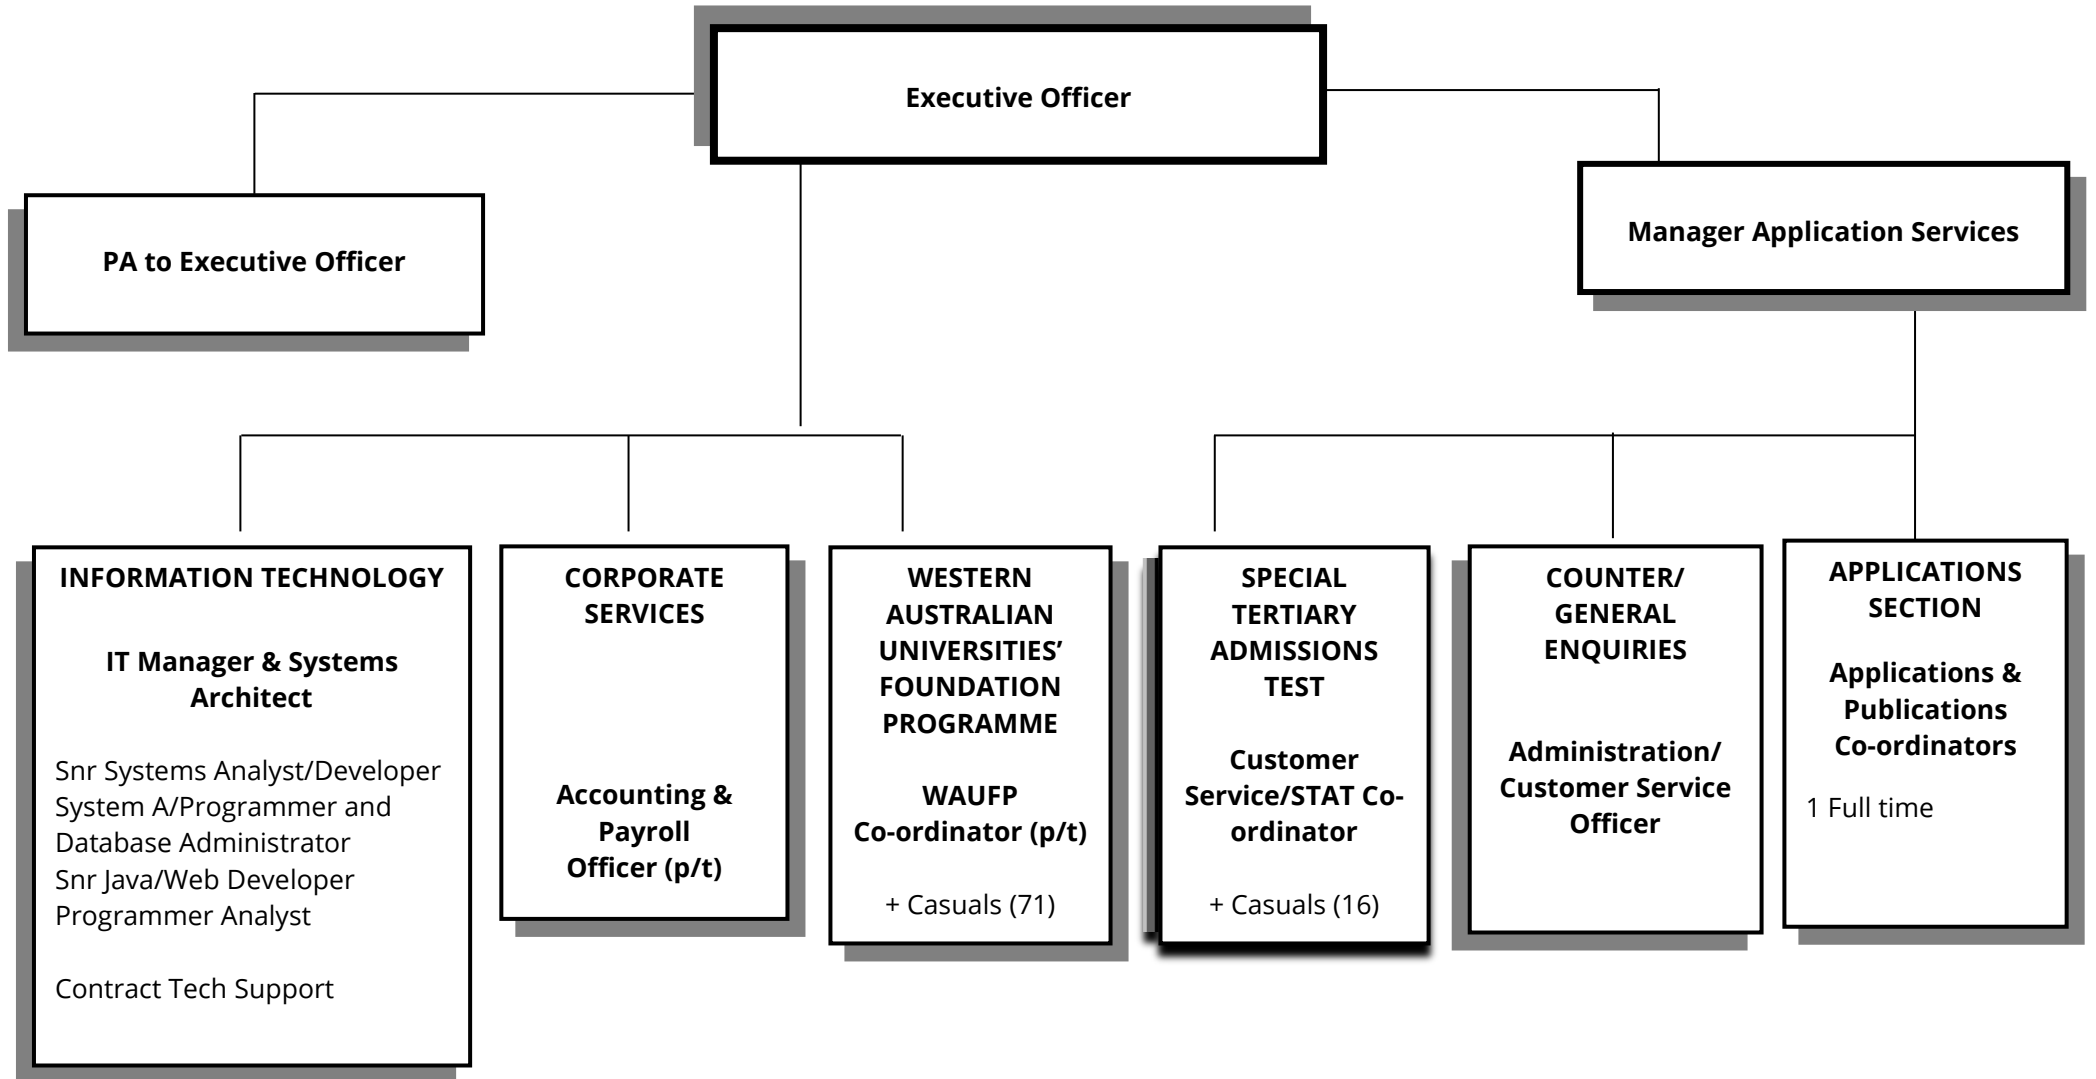 Executive Officer
PA to Executive Officer
Manager Application Services
INFORMATION TECHNOLOGY
IT Manager & Systems
Architect
Snr Systems Analyst/Developer
System A/Programmer and
Database Administrator
Snr Java/Web Developer
Programmer Analyst
Contract Tech Support
CORPORATE
SERVICES
Accounting &
Payroll
Officer (p/t)
WESTERN
AUSTRALIAN
UNIVERSITIES’
FOUNDATION
PROGRAMME
WAUFP
Co-ordinator (p/t)
+ Casuals (71)
SPECIAL
TERTIARY
ADMISSIONS
TEST
Customer
Service/STAT Co-
ordinator
+ Casuals (16)
COUNTER/
GENERAL
ENQUIRIES
Administration/
Customer Service
Officer
APPLICATIONS
SECTION
Applications &
Publications
Co-ordinators
1 Full time